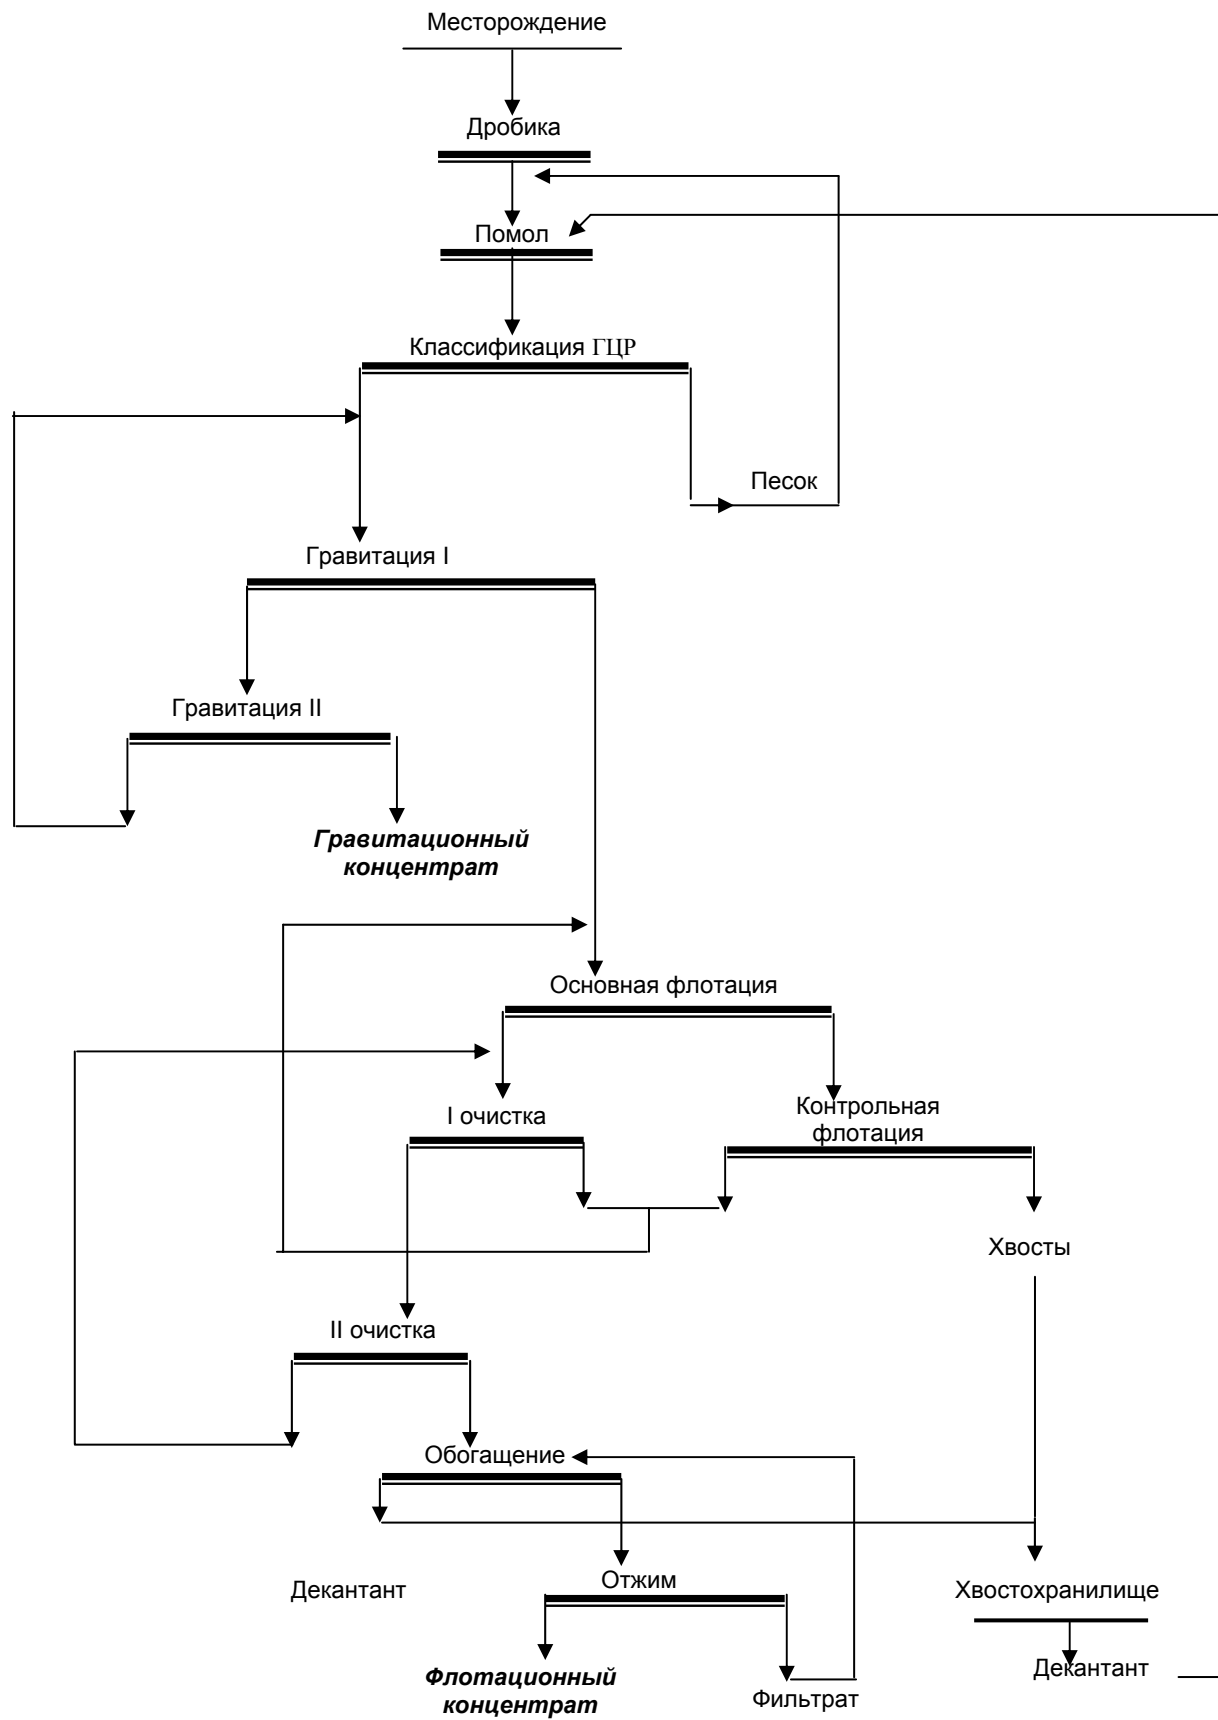 Месторождение
Дробика
Помол
Классификация ГЦР
Песок
Гравитация I
Гравитация II
Гравитационный
концентрат
Основная флотация
I очистка
Контрольная
флотация
Хвосты
II очистка
Обогащение
Декантант
Отжим
Хвостохранилище
Флотационный
концентрат
Фильтрат
Декантант